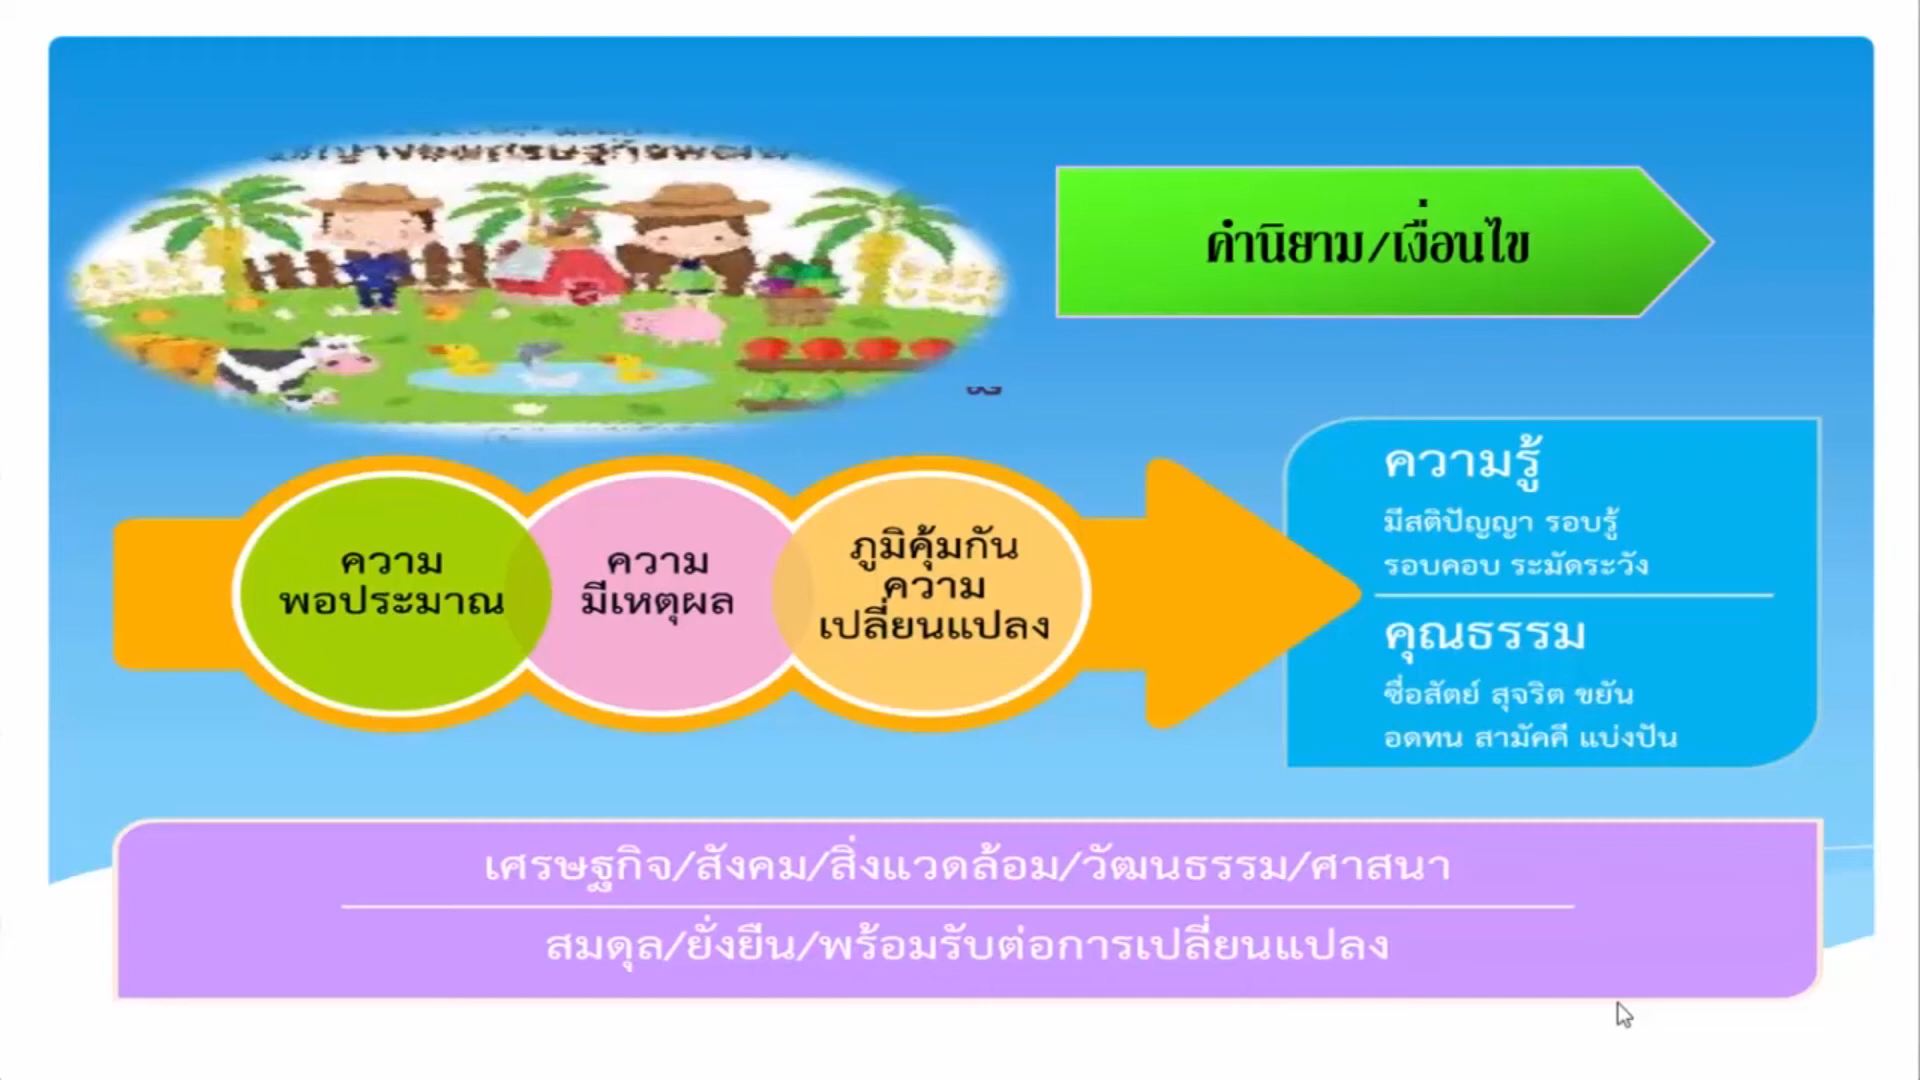 คำนิยาม/เงื่อนไข
ความ
พอประมาณ
ความ
มีเหตุผล
ภูมิคุ้มกัน
ความ
เปลี่ยนแปลง
ความรู้
มีสติปัญญา รอบรู้
รอบคอบ ระมัดระวัง
คุณธรรม
ซื่อสัตย์ สุจริต ขยัน
อดทน สามัคคี แบ่งปัน
เศรษฐกิจ/สังคม/สิ่งแวดล้อม/วัฒนธรรม/ศาสนา
สมดุล/ยั่งยืน/พร้อมรับต่อการเปลี่ยนแปลง